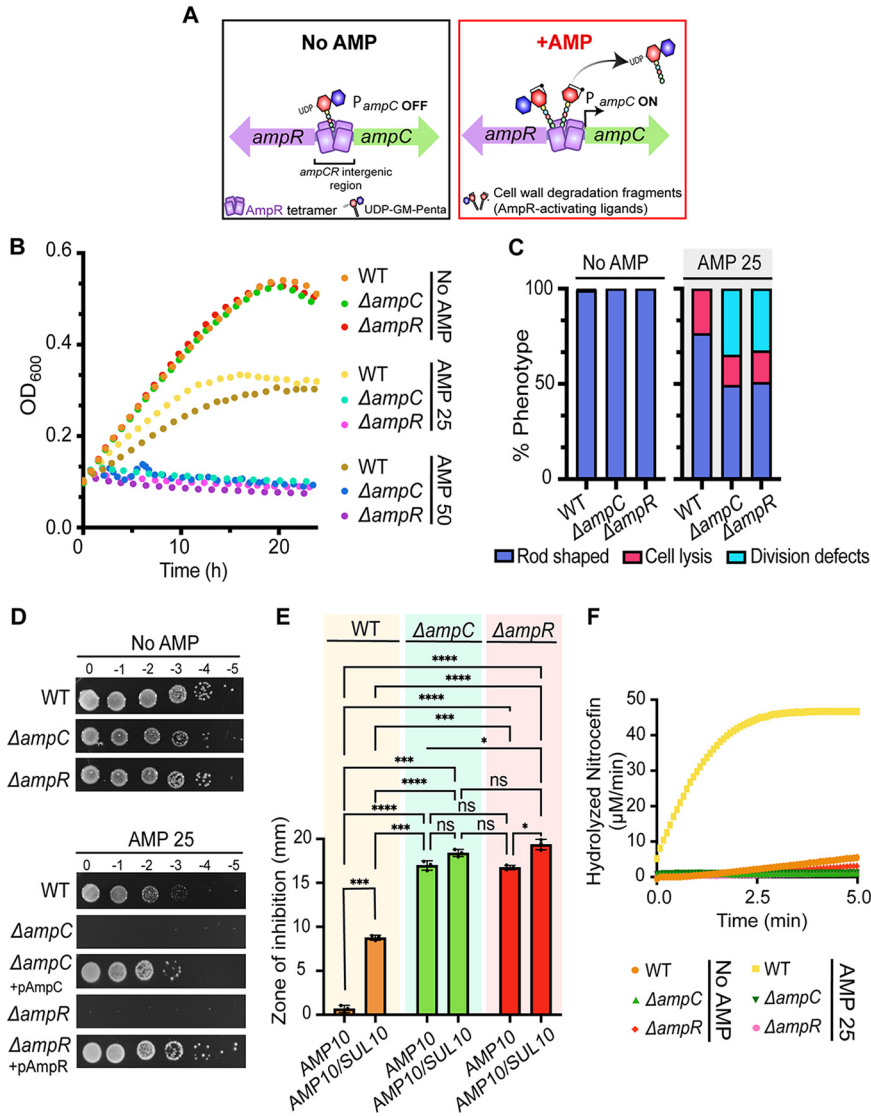 A
No AMP
UDP
P ampC OFF
ampR
ampC
ampCR intergenic
region
AmpR tetramer
UDP-GM-Penta
+AMP
UDP
P
ampC ON
ampR
ampC
Cell wall degradation fragments
(AmpR-activating ligands)
B
0.6
0.4
0.2
0.0
OD600
0
10
20
Time (h)
WT
ΔampC
ΔampR
No AMP
WT
ΔampC
ΔampR
AMP 25
WT
ΔampC
ΔampR
AMP 50
C
No AMP
AMP 25
100
50
0
% Phenotype
WT
ΔampC
ΔampR
WT
ΔampC
ΔampR
Rod shaped
Cell lysis
Division defects
D
No AMP
0 -1 -2 -3 -4 -5
WT
ΔampC
ΔampR
AMP 25
0 -1 -2 -3 -4 -5
WT
ΔampC
ΔampC
+pAmpC
ΔampR
ΔampR
+pAmpR
E
WT
ΔampC
ΔampR
****
****
****
***
*
***
****
ns
****
ns
***
ns
ns
*
***
20
15
10
5
0
Zone of inhibition (mm)
AMP10
AMP10/SUL10
AMP10
AMP10/SUL10
AMP10
AMP10/SUL10
F
50
40
30
20
10
0
Hydrolyzed Nitrocefin
(µM/min)
0.0
2.5
5.0
Time (min)
WT
ΔampC
ΔampR
No AMP
WT
ΔampC
ΔampR
AMP 25